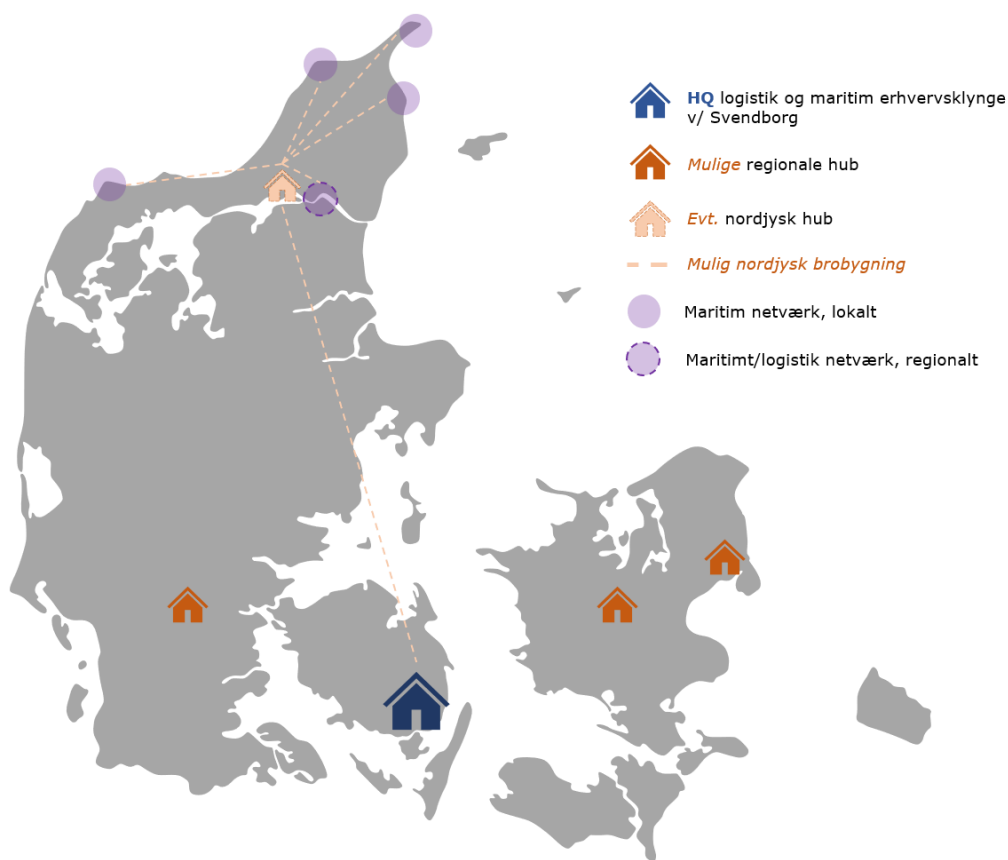 HQ logistik og maritim erhvervsklynge
v/ Svendborg
Mulige regionale hub
Evt. nordjysk hub
Mulig nordjysk brobygning
Maritim netværk, lokalt
Maritimt/logistik netværk, regionalt